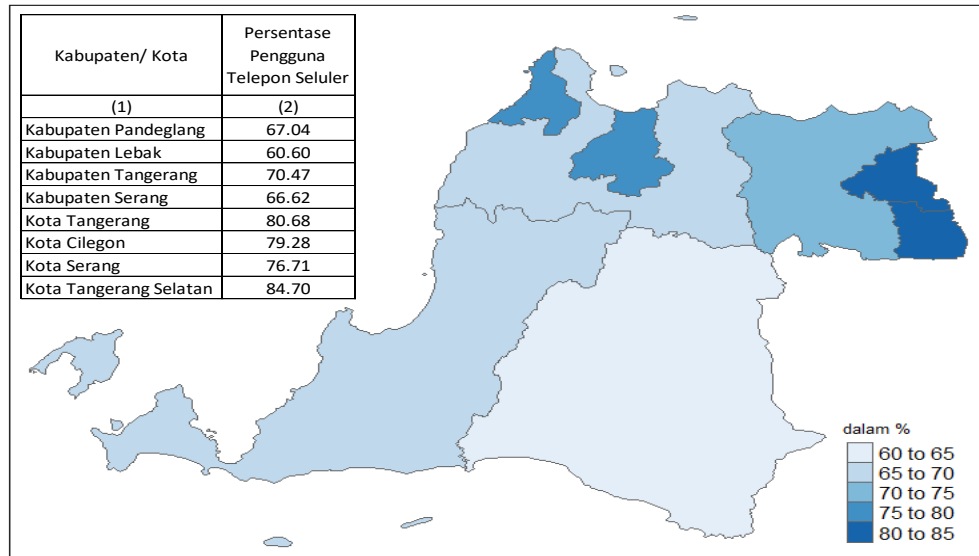 Kabupaten/ Kota
Persentase
Pengguna
Telepon Seluler
(1) (2)
Kabupaten Pandeglang 67.04
Kabupaten Lebak 60.60
Kabupaten Tangerang 70.47
Kabupaten Serang 66.62
Kota Tangerang 80.68
Kota Cilegon 79.28
Kota Serang 76.71
Kota Tangerang Selatan 84.70
dalam %
60 to 65
65 to 70
70 to 75
75 to 80
80 to 85